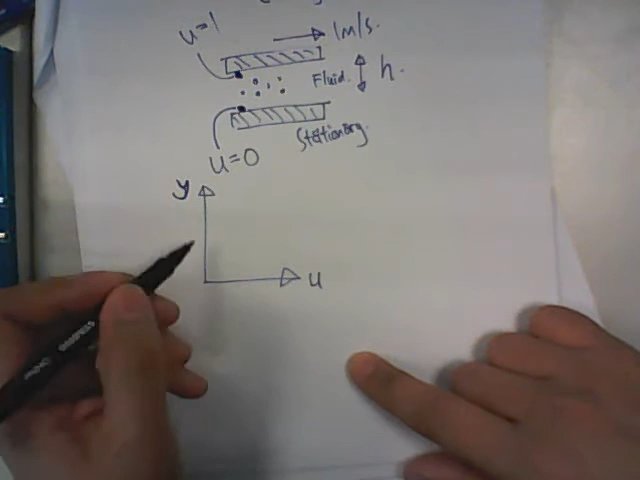 u=1
1m/s.
Fluid.
h.
Stationary.
u=0
y
u